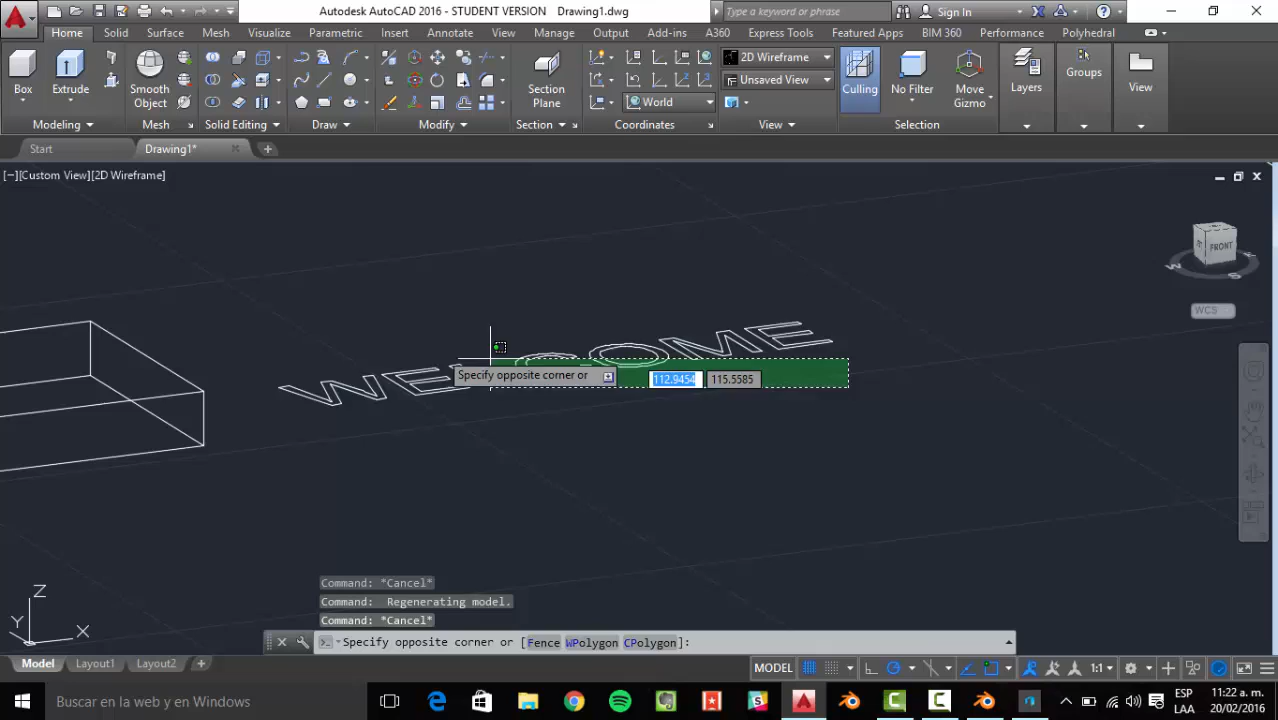 Autodesk AutoCAD 2016 - STUDENT VERSION Drawing1.dwg
Type a keyword or phrase
Sign In
Home Solid Surface Mesh Visualize Parametric Insert Annotate View Manage Output Add-ins A360 Express Tools Featured Apps BIM 360 Performance Polyhedral
2D Wireframe
Unsaved View
World
Box
Extrude
Smooth
Object
Section
Plane
Culling
No Filter
Move
Gizmo
Layers
Groups
View
Modeling
Mesh
Solid Editing
Draw
Modify
Section
Coordinates
View
Selection
Start
Drawing1*
[−][Custom View][2D Wireframe]
FRONT
W
S
WCS
WELCOME
Specify opposite corner or
112.9454
115.5585
Command: *Cancel*
Command: Regenerating model.
Command: *Cancel*
Specify opposite corner or [Fence WPolygon CPolygon]:
Z
Y
X
Model Layout1 Layout2
MODEL
1:1
Buscar en la web y en Windows
ESP
LAA
11:22 a. m.
20/02/2016